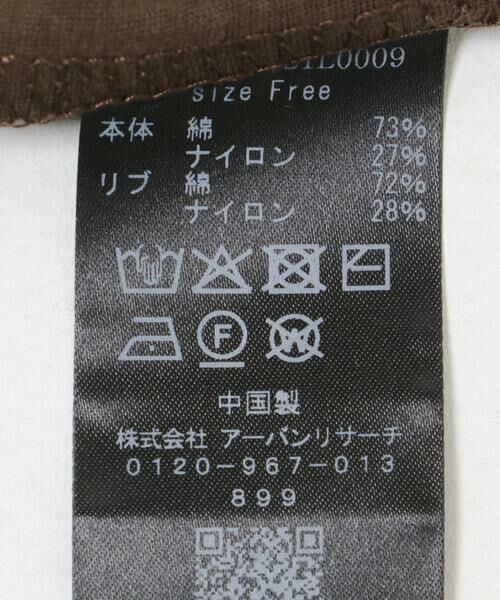 Size Free
本体 綿 73%
ナイロン 27%
リブ 綿 72%
ナイロン 28%
F
W
中国製
株式会社 アーバンリサーチ
0120-967-013
899